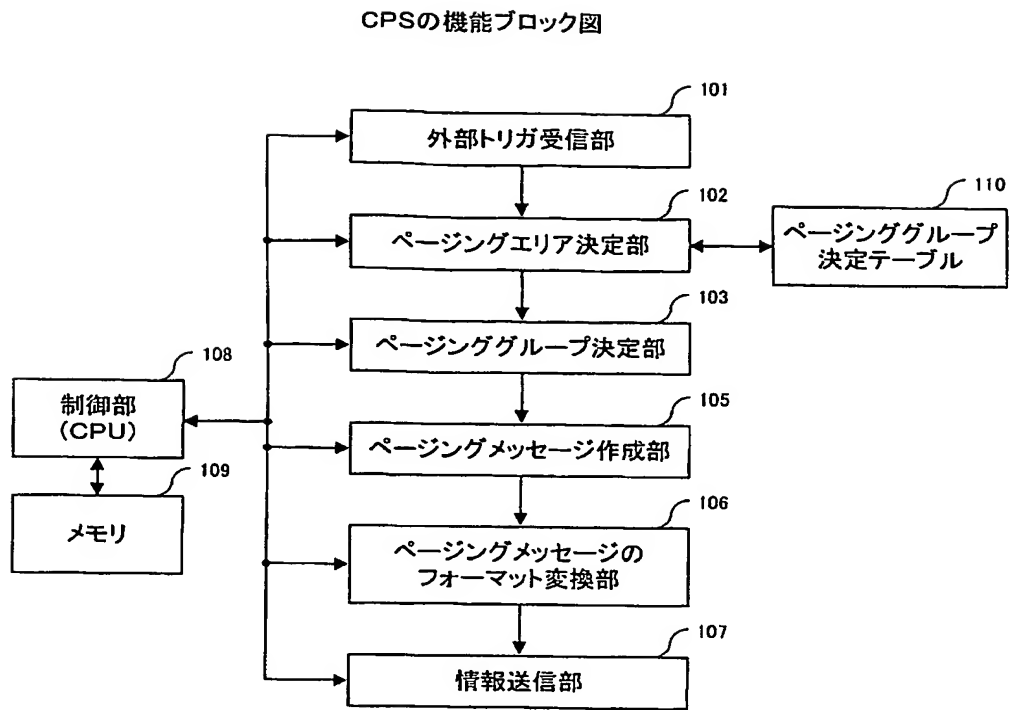 CPSの機能ブロック図
101
外部トリガ受信部
102
ページングエリア決定部
110
ページンググループ
決定テーブル
103
ページンググループ決定部
108
制御部
(CPU)
105
ページングメッセージ作成部
109
メモリ
106
ページングメッセージの
フォーマット変換部
107
情報送信部